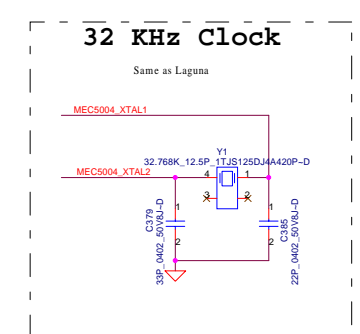 32 KHz Clock
Same as Laguna
MEC5004_XTAL1
Y1
32.768K_12.5P_1TJS125DJ4A420P~D
MEC5004_XTAL2
4 1
3 2
1 1
C379
33P_0402_50V8J~D
C385
22P_0402_50V8J~D
2 2